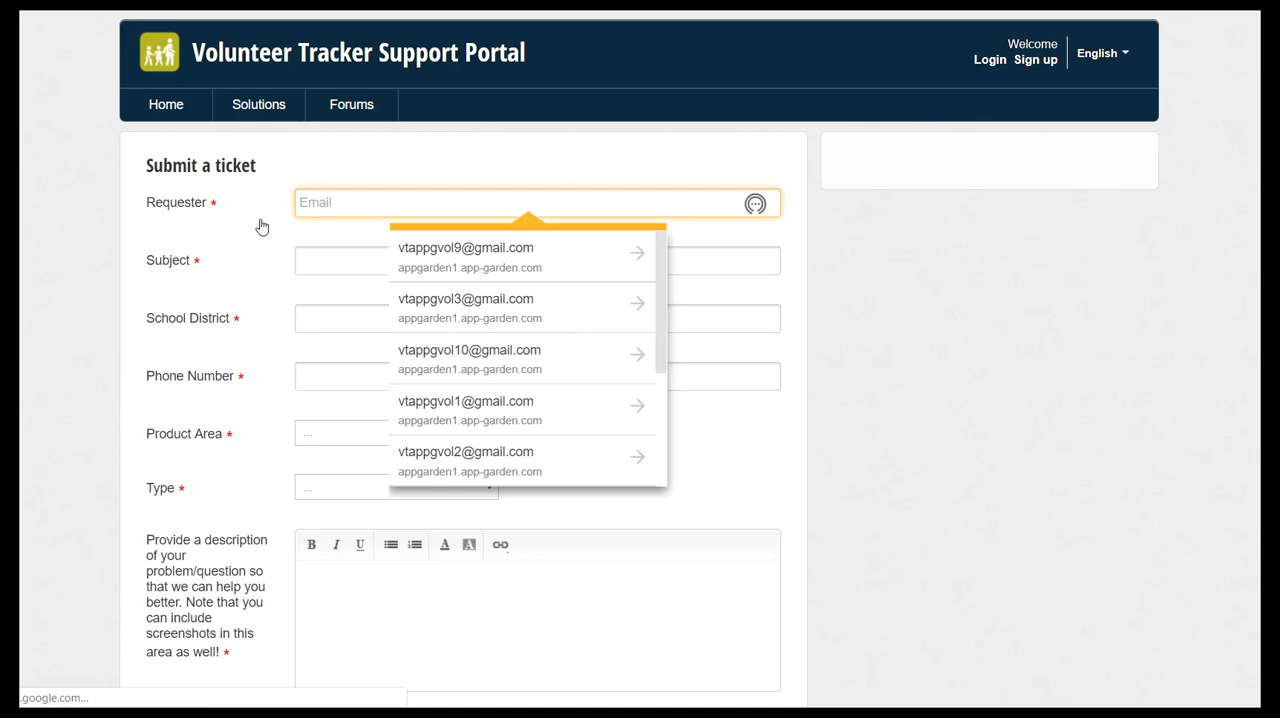 Volunteer Tracker Support Portal
Welcome
Login Sign up
English
Home Solutions Forums
Submit a ticket
Requester *
Email
vtappgvol9@gmail.com
appgarden1.app-garden.com
Subject *
vtappgvol3@gmail.com
appgarden1.app-garden.com
School District *
vtappgvol10@gmail.com
appgarden1.app-garden.com
Phone Number *
vtappgvol1@gmail.com
appgarden1.app-garden.com
Product Area *
...
vtappgvol2@gmail.com
appgarden1.app-garden.com
Type *
...
Provide a description
of your
problem/question so
that we can help you
better. Note that you
can include
screenshots in this
area as well! *
B I U A A
.google.com...